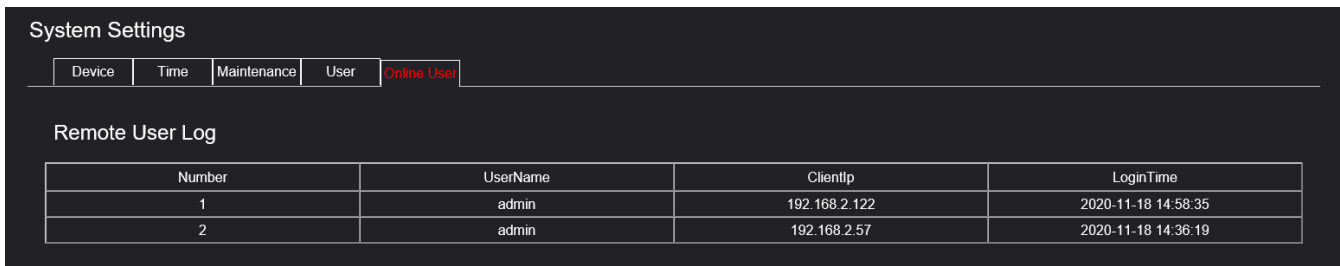 System Settings
Device Time Maintenance User Online User
Remote User Log
Number UserName ClientIp LoginTime
1 admin 192.168.2.122 2020-11-18 14:58:35
2 admin 192.168.2.57 2020-11-18 14:36:19